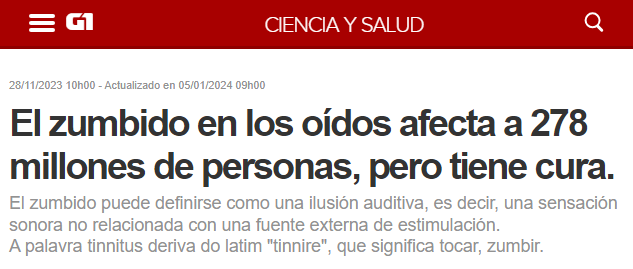 G1
CIENCIA Y SALUD
28/11/2023 10h00 - Actualizado en 05/01/2024 09h00
El zumbido en los oídos afecta a 278
millones de personas, pero tiene cura.
El zumbido puede definirse como una ilusión auditiva, es decir, una sensación
sonora no relacionada con una fuente externa de estimulación.
A palavra tinnitus deriva do latim "tinnire", que significa tocar, zumbir.